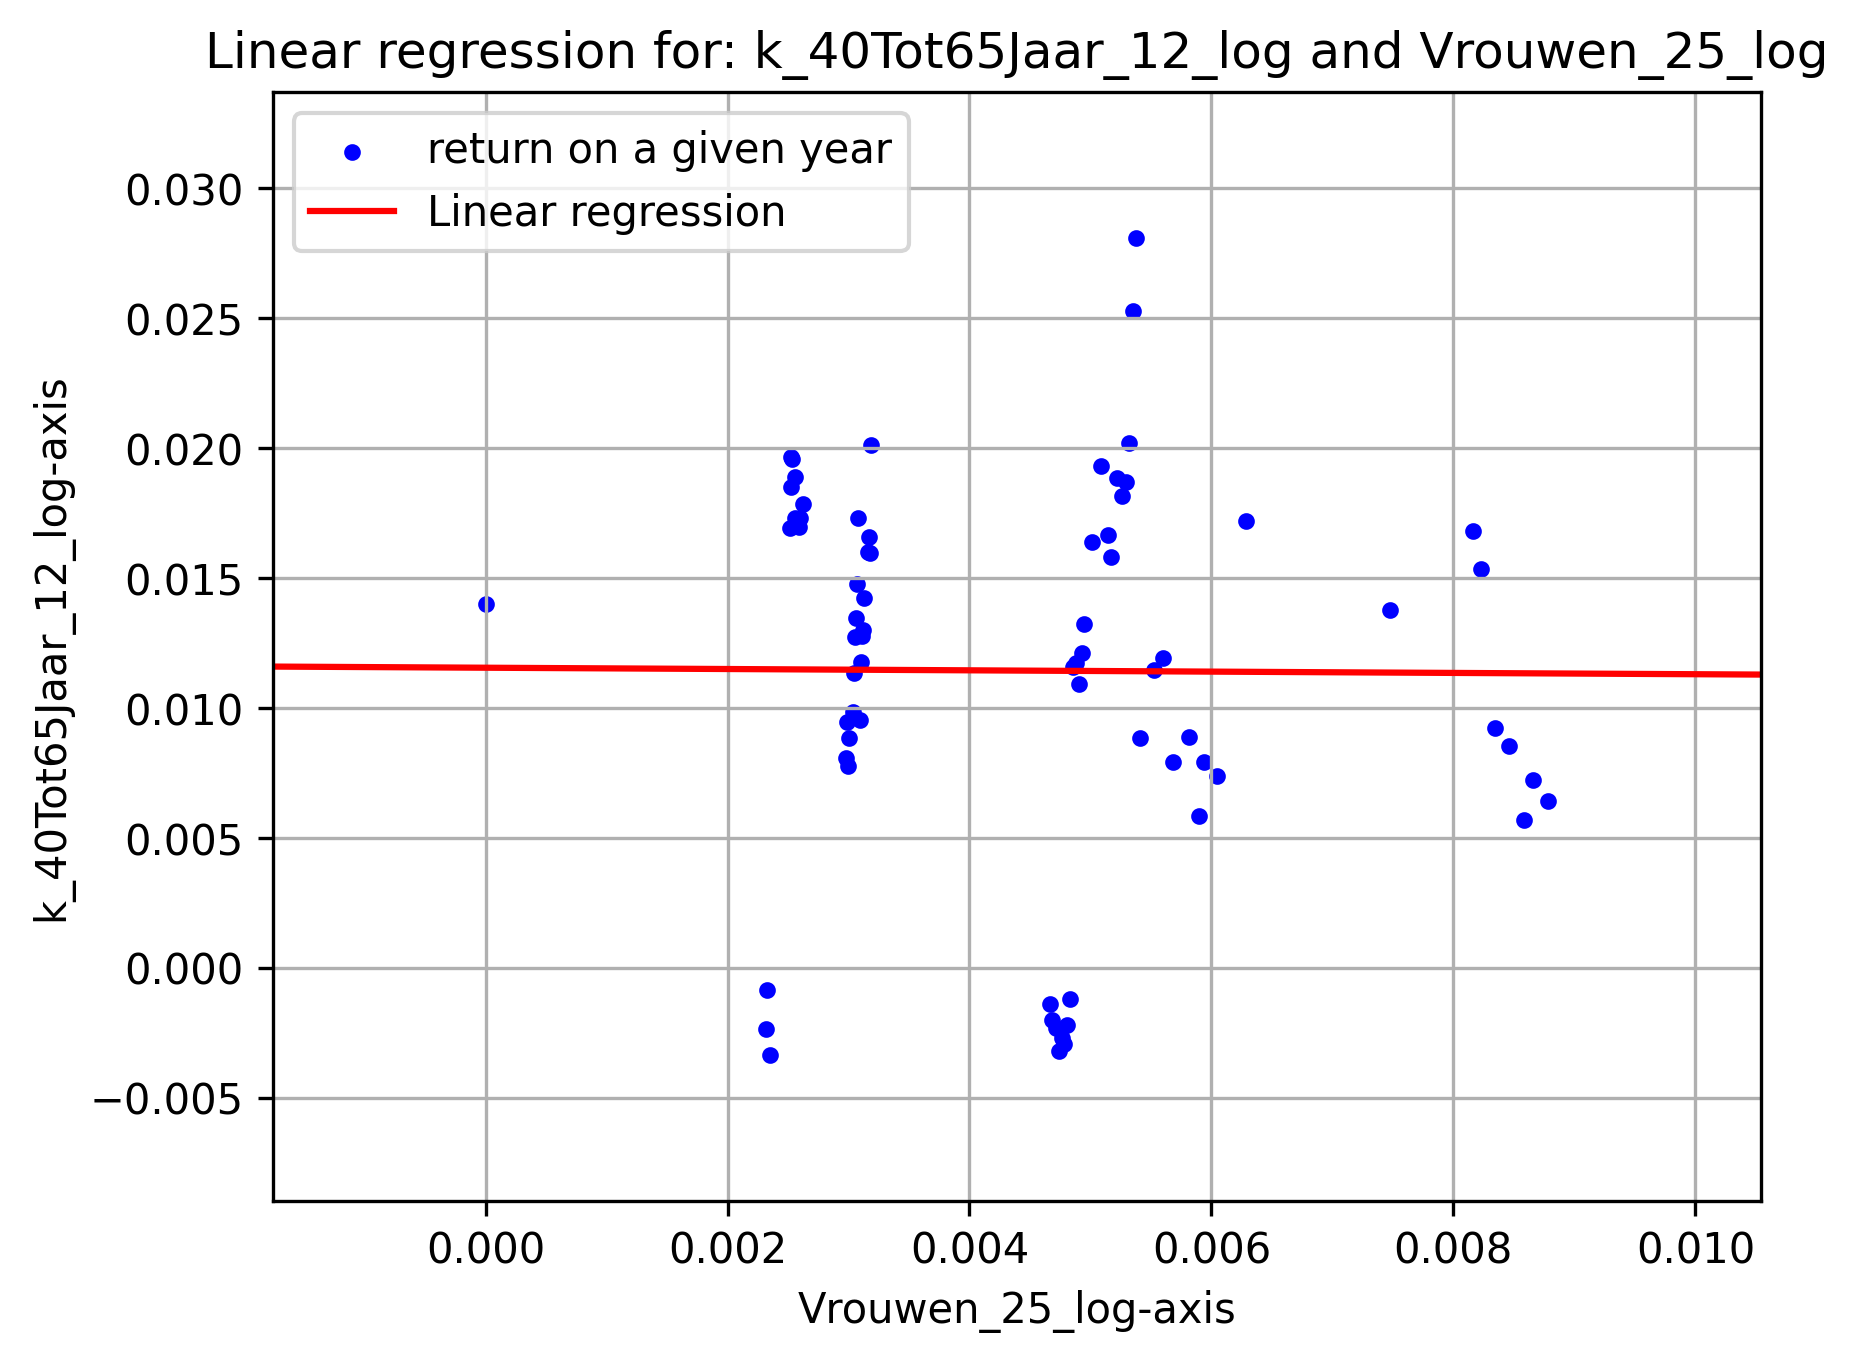 Linear regression for: k_40Tot65Jaar_12_log and Vrouwen_25_log
return on a given year
Linear regression
0.030
0.025
0.020
0.015
0.010
0.005
0.000
−0.005
k_40Tot65Jaar_12_log-axis
0.000 0.002 0.004 0.006 0.008 0.010
Vrouwen_25_log-axis